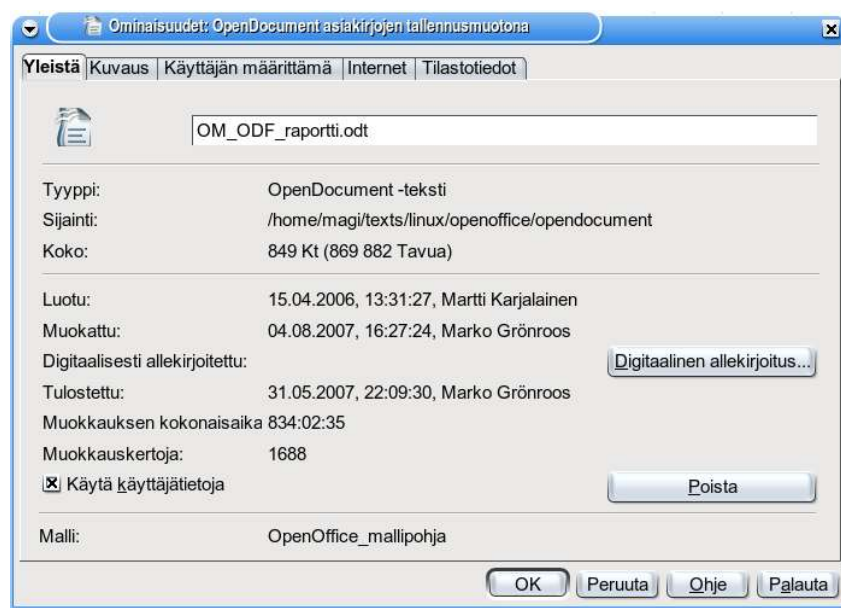 Ominaisuudet: OpenDocument asiakirjojen tallennusmuotona
Yleistä Kuvaus Käyttäjän määrittämä Internet Tilastotiedot
OM_ODF_raportti.odt
Tyyppi: OpenDocument -teksti
Sijainti: /home/magi/texts/linux/openoffice/opendocument
Koko: 849 Kt (869 882 Tavua)
Luotu: 15.04.2006, 13:31:27, Martti Karjalainen
Muokattu: 04.08.2007, 16:27:24, Marko Grönroos
Digitaalisesti allekirjoitettu: Digitaalinen allekirjoitus...
Tulostettu: 31.05.2007, 22:09:30, Marko Grönroos
Muokkauksen kokonaisaika 834:02:35
Muokkauskertoja: 1688
Käytä käyttäjätietoja Poista
Malli: OpenOffice_mallipohja
OK Peruuta Ohje Palauta